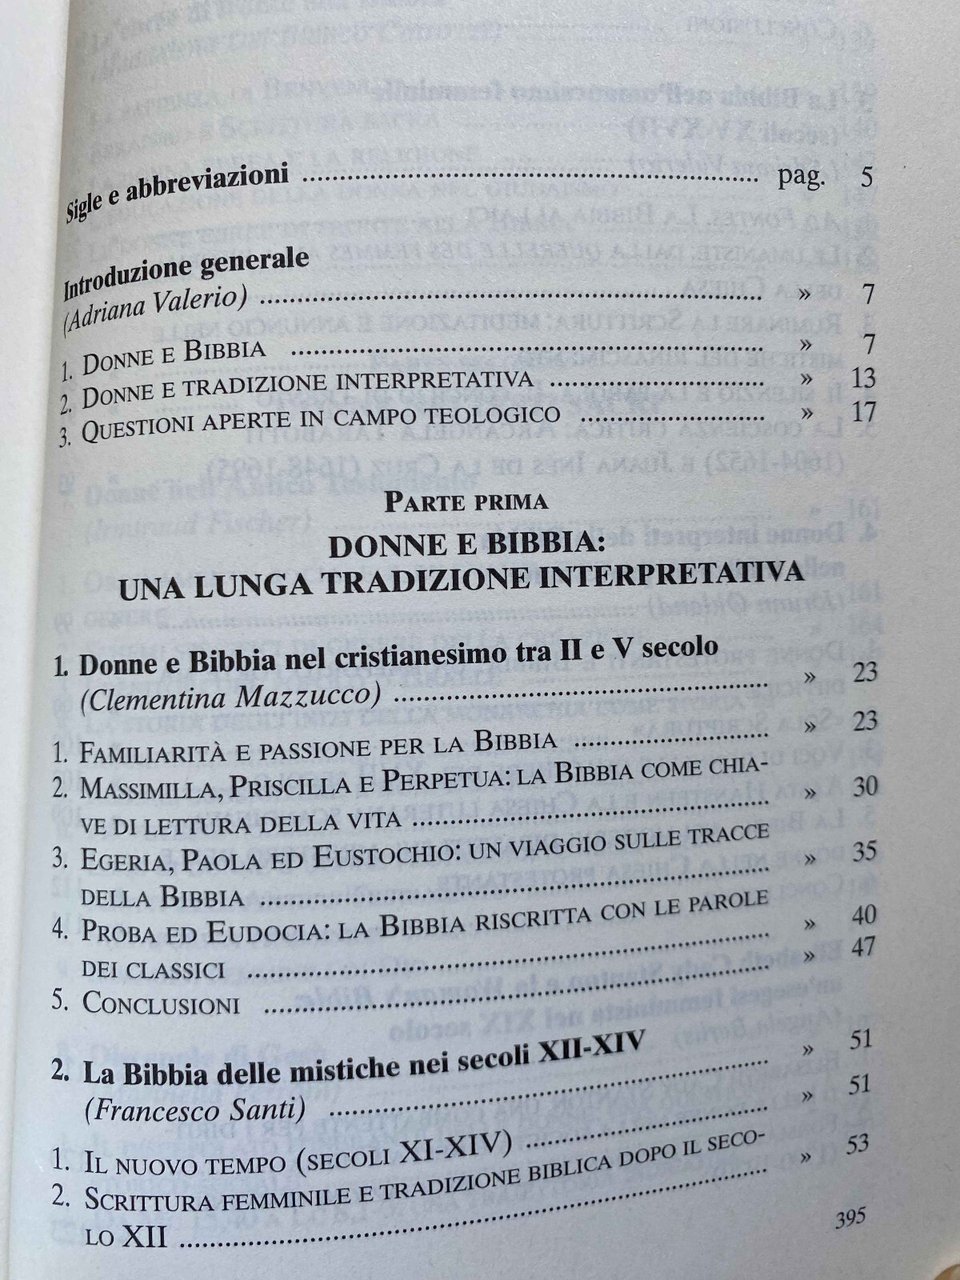 Sigle e abbreviazioni ........ pag. 5
Introduzione generale
(Adriana Valerio) ........ » 7
1. Donne e Bibbia ........ » 7
2. Donne e tradizione interpretativa ........ » 13
3. Questioni aperte in campo teologico ........ » 17
Parte prima
DONNE E BIBBIA:
UNA LUNGA TRADIZIONE INTERPRETATIVA
1. Donne e Bibbia nel cristianesimo tra II e V secolo
(Clementina Mazzucco) ........ » 23
1. Familiarità e passione per la Bibbia ........ » 23
2. Massimilla, Priscilla e Perpetua: la Bibbia come chia-
ve di lettura della vita ........ » 30
3. Egeria, Paola ed Eustochio: un viaggio sulle tracce
della Bibbia ........ » 35
4. Proba ed Eudocia: la Bibbia riscritta con le parole
dei classici ........ » 40
5. Conclusioni ........ » 47
2. La Bibbia delle mistiche nei secoli XII-XIV
(Francesco Santi) ........ » 51
1. Il nuovo tempo (secoli XI-XIV) ........ » 51
2. Scrittura femminile e tradizione biblica dopo il seco-
lo XII ........ » 53
395